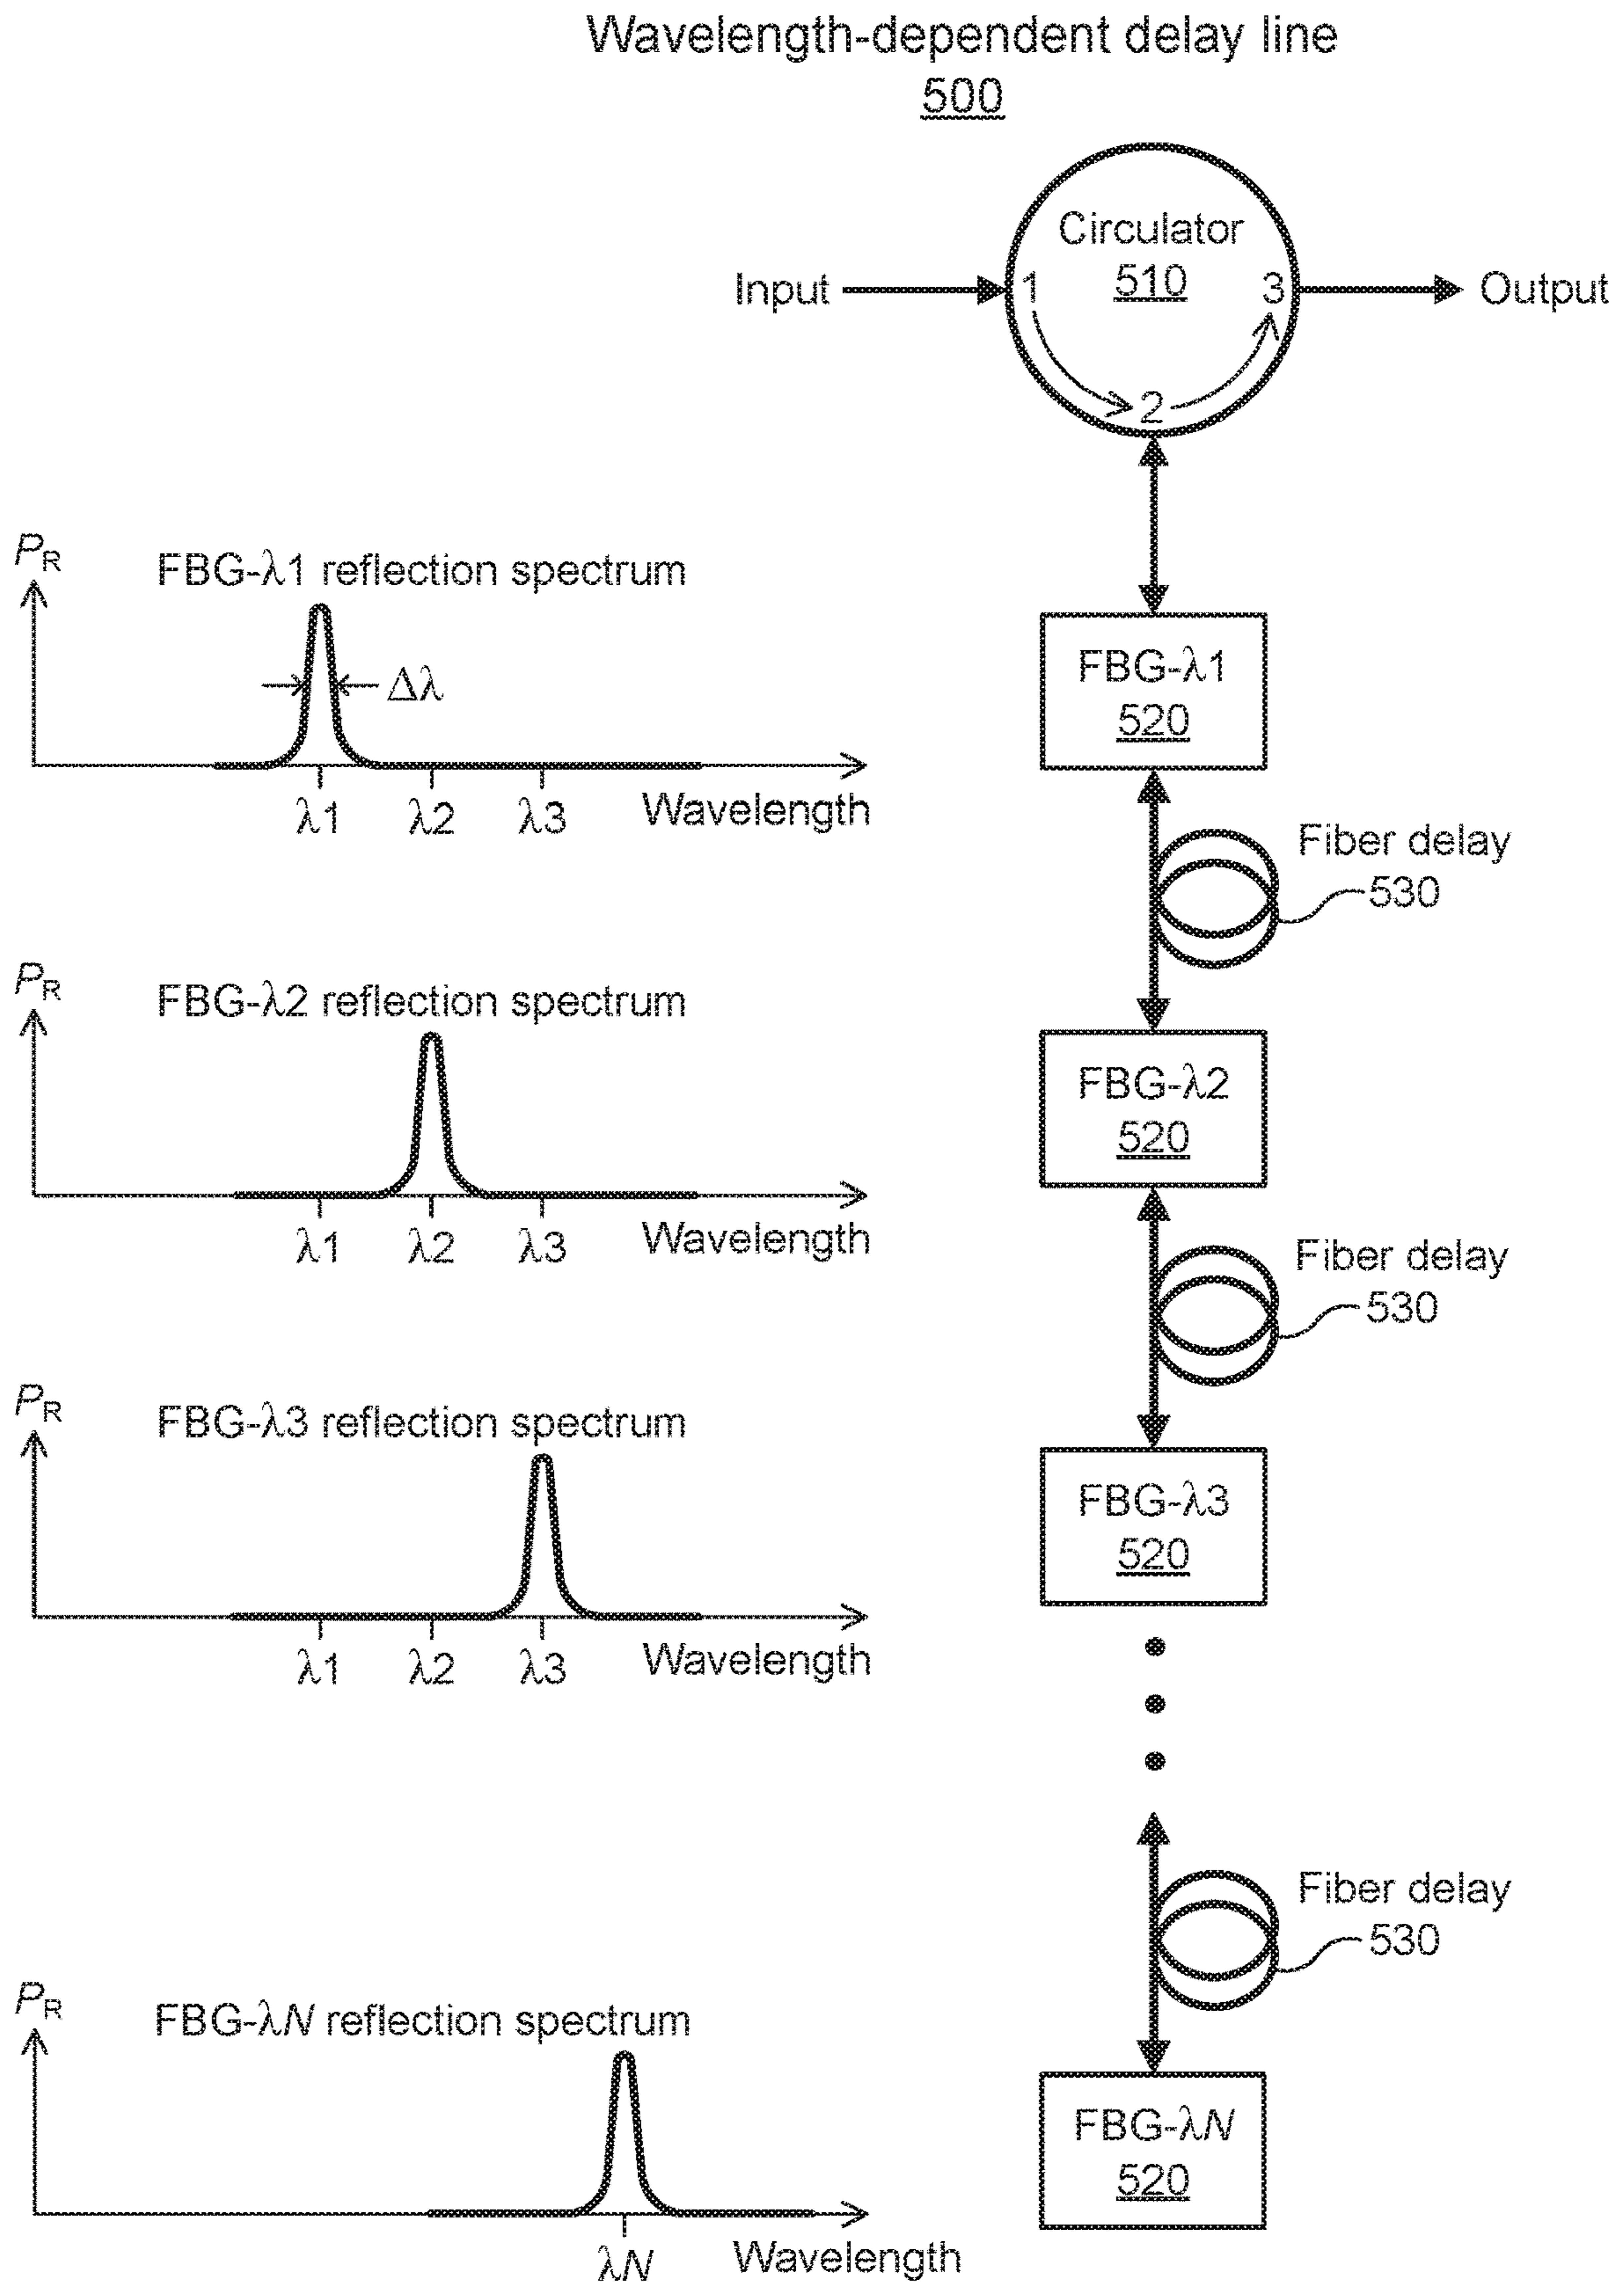 Wavelength-dependent delay line
500
Circulator
510
Input
1
3
Output
2
PR
FBG-λ1 reflection spectrum
Δλ
λ1 λ2 λ3 Wavelength
FBG-λ1
520
Fiber delay
530
PR
FBG-λ2 reflection spectrum
λ1 λ2 λ3 Wavelength
FBG-λ2
520
Fiber delay
530
PR
FBG-λ3 reflection spectrum
λ1 λ2 λ3 Wavelength
FBG-λ3
520
Fiber delay
530
PR
FBG-λN reflection spectrum
λN Wavelength
FBG-λN
520